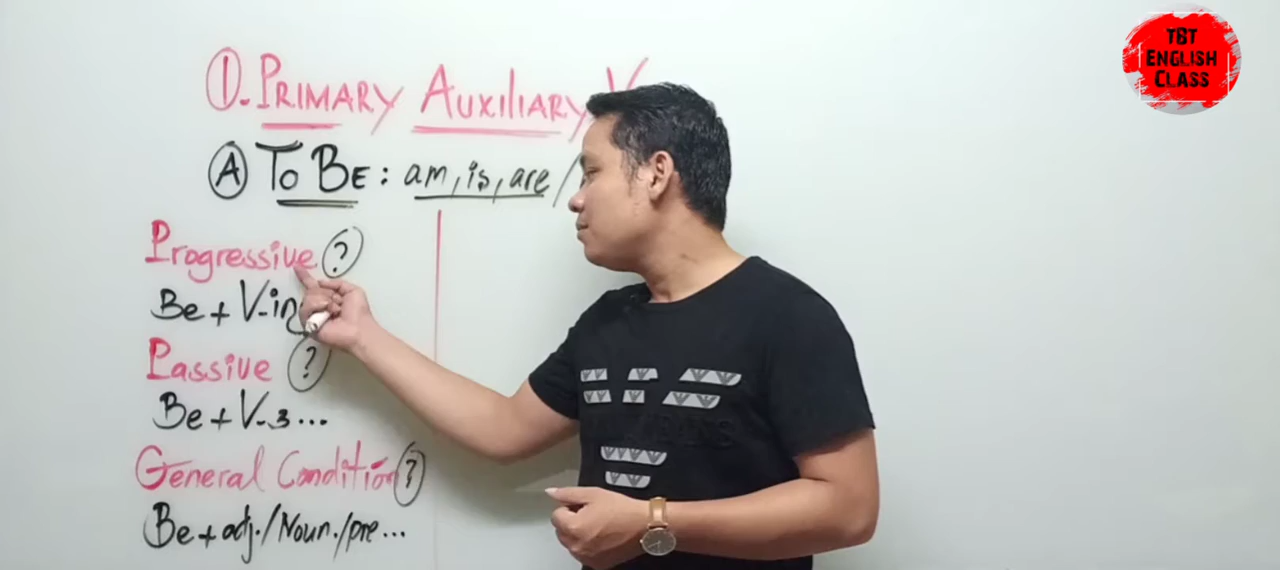 1. PRIMARY AUXILIARY V
A TO BE: am, is, are /
Progressive ?
Be + V-ing
Passive ?
Be + V-3...
General Condition ?
Be + adj./Noun./pre...
TBT
ENGLISH
CLASS